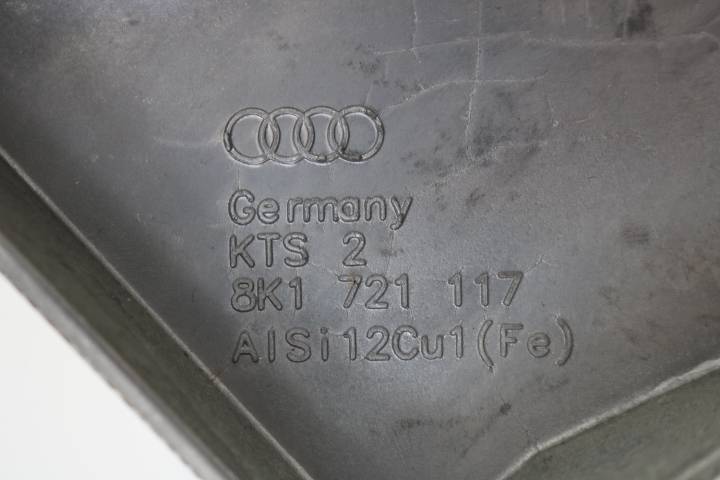 Germany
KTS 2
8K1 721 117
AlSi12Cu1(Fe)